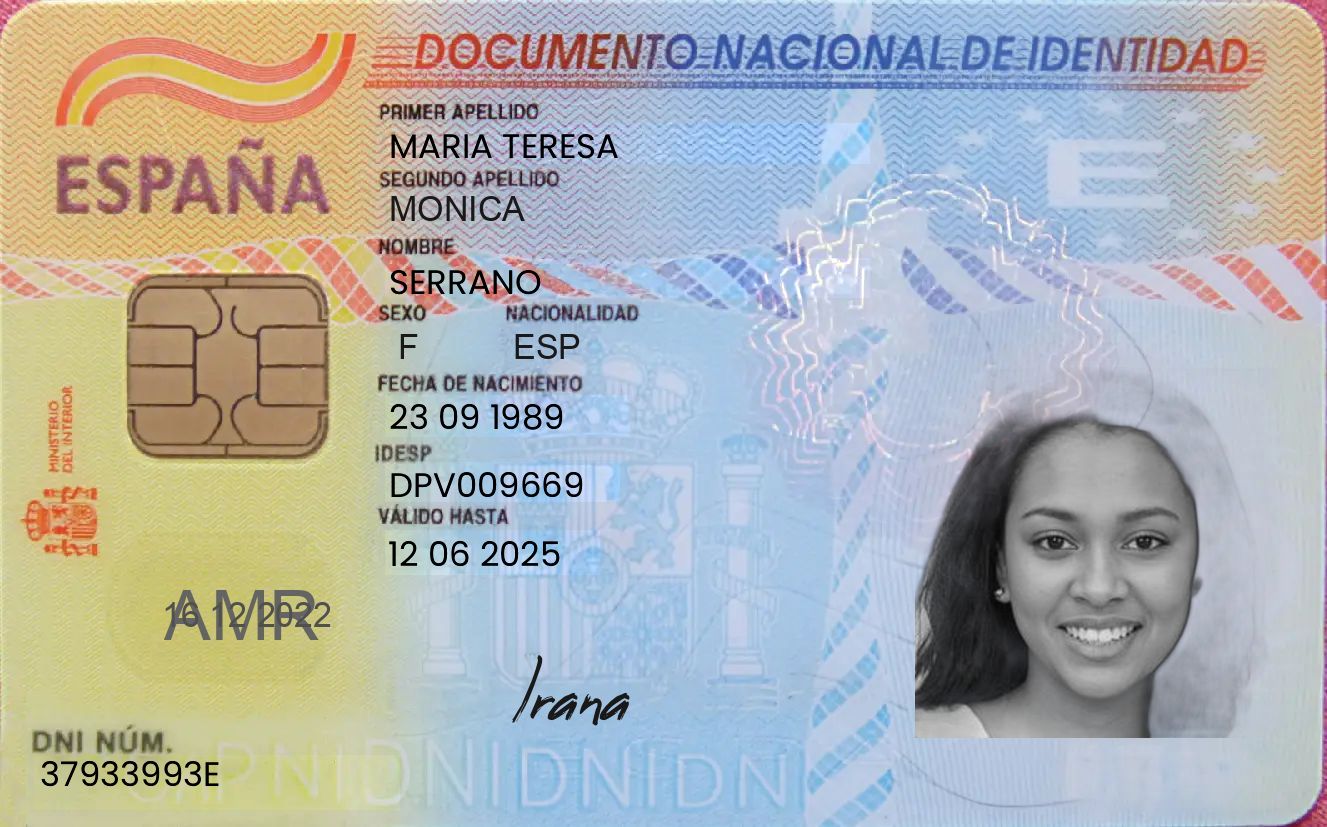 DOCUMENTO NACIONAL DE IDENTIDAD
ESPAÑA
PRIMER APELLIDO
MARIA TERESA
SEGUNDO APELLIDO
MONICA
NOMBRE
SERRANO
SEXO NACIONALIDAD
F ESP
FECHA DE NACIMIENTO
23 09 1989
IDESP
DPV009669
VÁLIDO HASTA
12 06 2025
MINISTERIO
DEL INTERIOR
AMR
16 12 2022
Irana
DNI NÚM.
37933993E
E
DNIDNIDNIDN